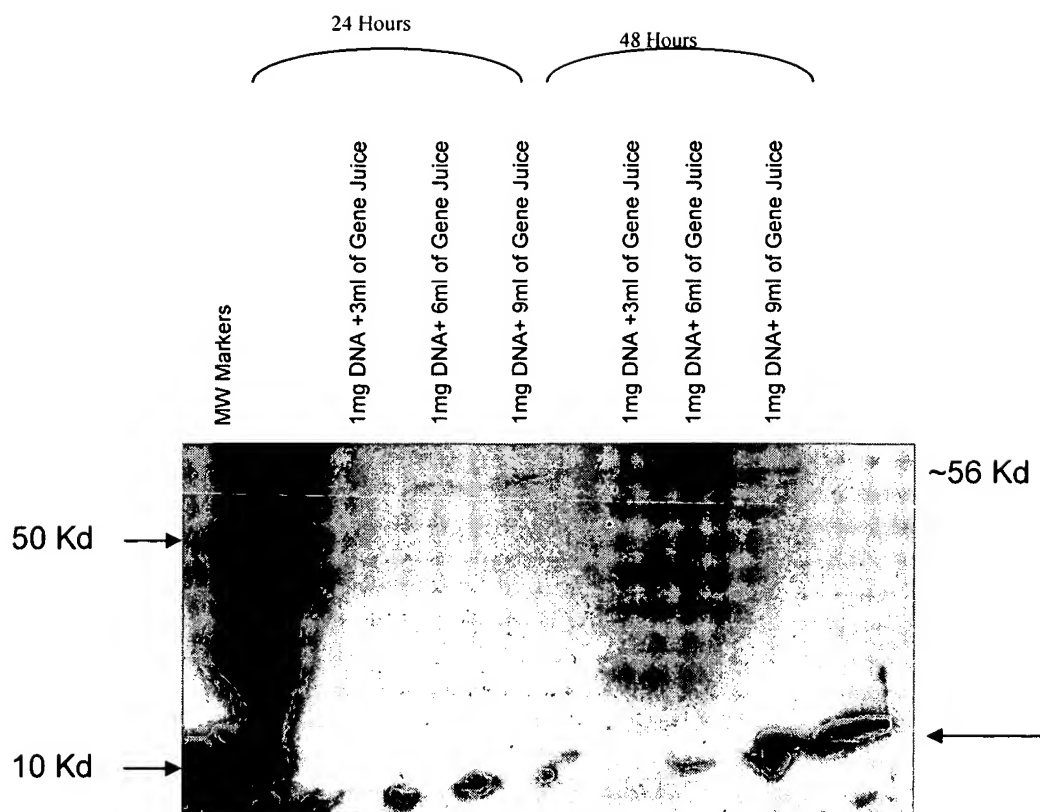 24 Hours
48 Hours
MW Markers
1mg DNA +3ml of Gene Juice
1mg DNA+ 6ml of Gene Juice
1mg DNA+ 9ml of Gene Juice
1mg DNA +3ml of Gene Juice
1mg DNA+ 6ml of Gene Juice
1mg DNA+ 9ml of Gene Juice
~56 Kd
50 Kd
10 Kd